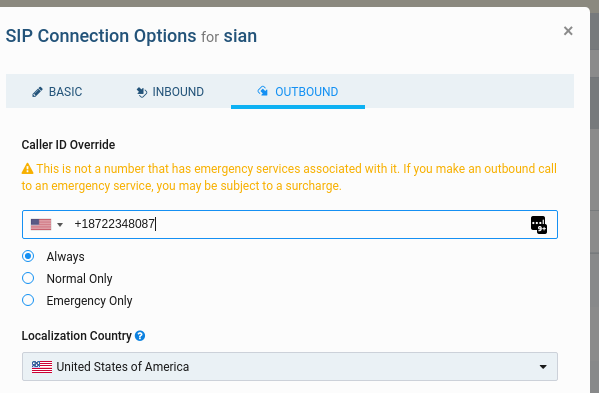 SIP Connection Options for sian
×
BASIC
INBOUND
OUTBOUND
Caller ID Override
This is not a number that has emergency services associated with it. If you make an outbound call
to an emergency service, you may be subject to a surcharge.
+18722348087
9+
Always
Normal Only
Emergency Only
Localization Country ?
United States of America